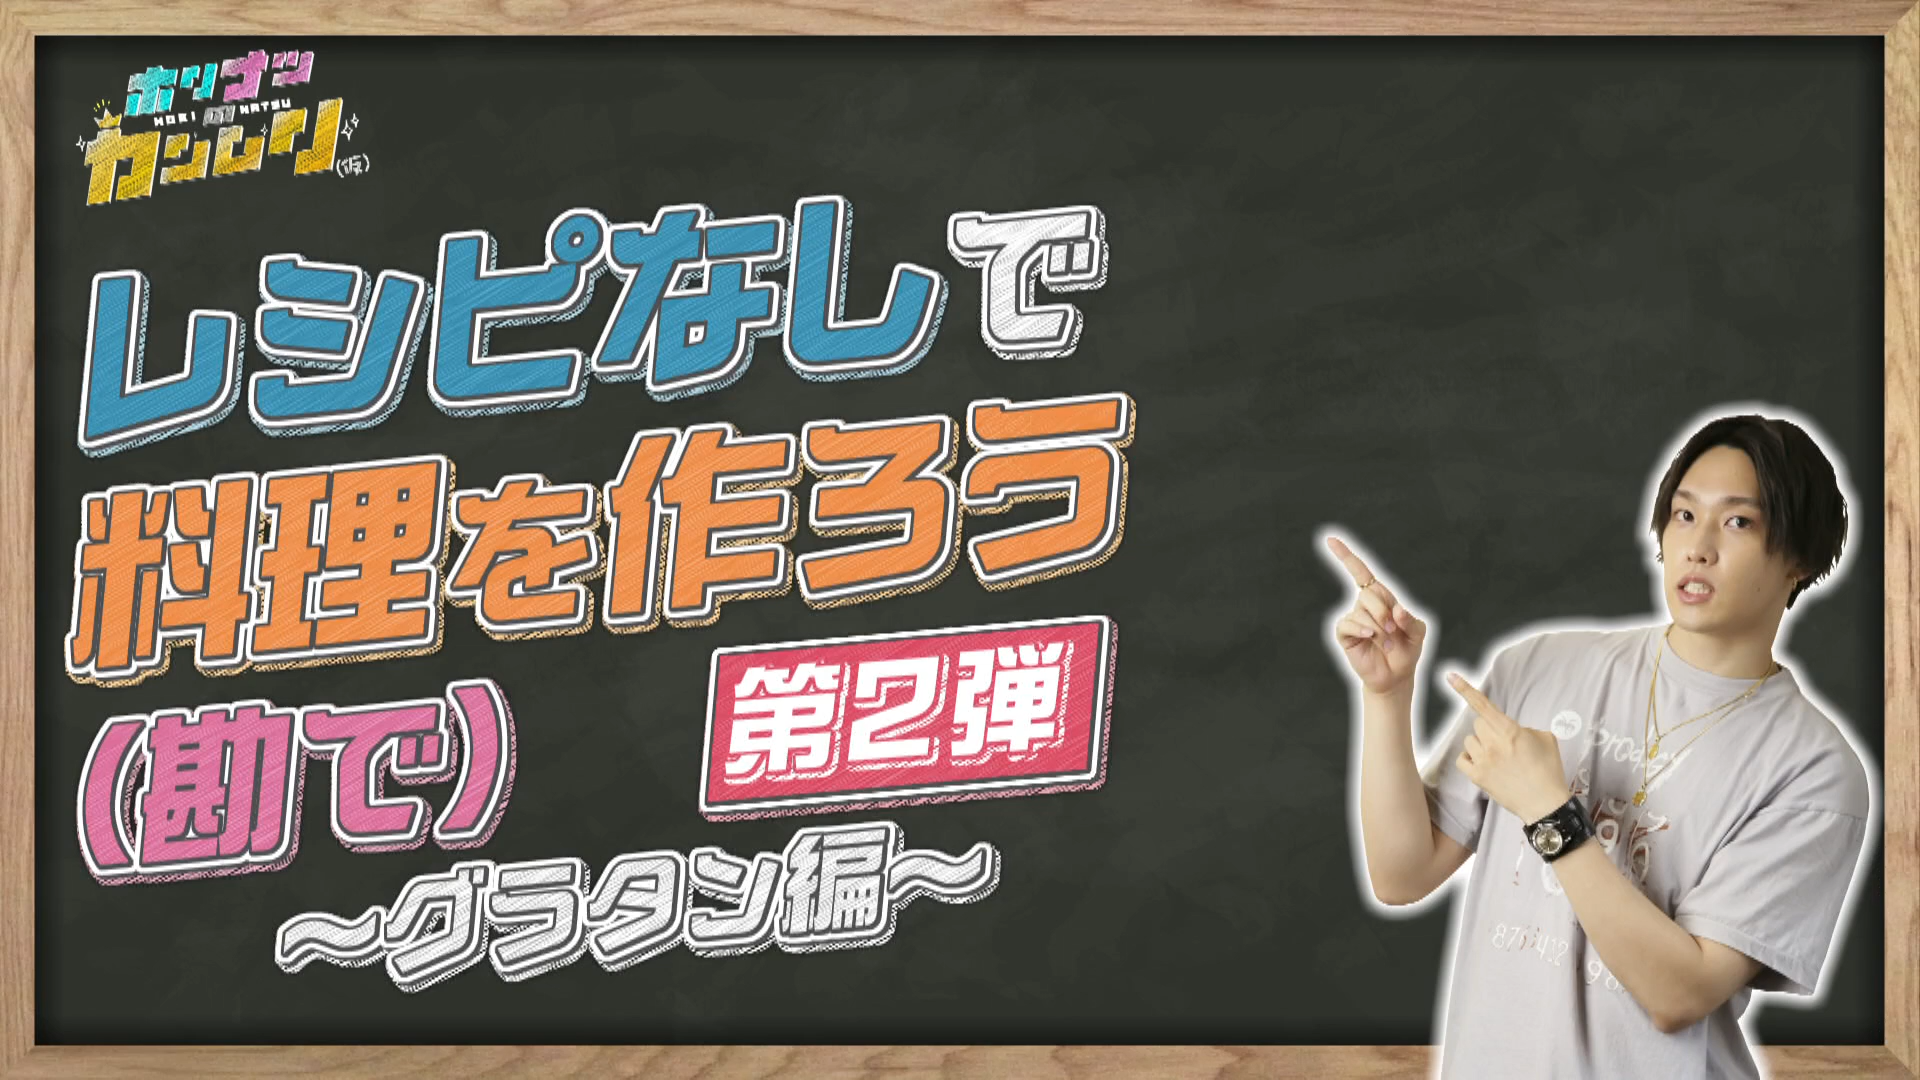 ホリナツ
HORI NATSU
カンムリ
(仮)
レシピなしで
料理を作ろう
(勘で)
第2弾
～グラタン編～